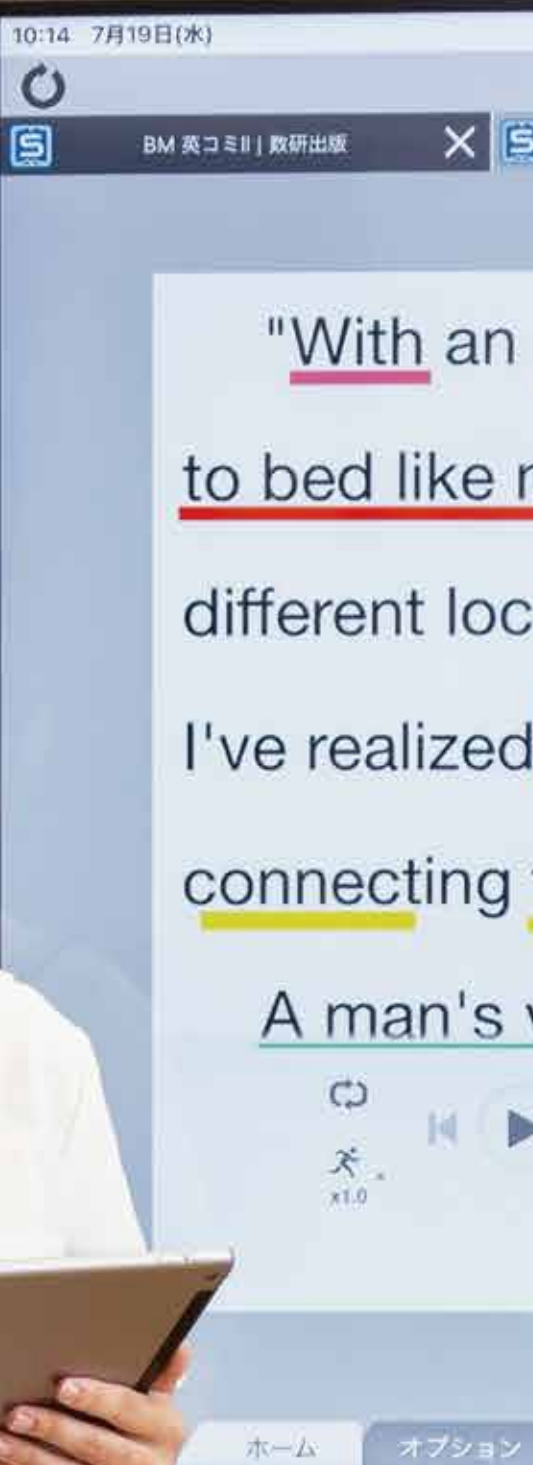 10:14 7月19日(水)
S
BM 英コミII | 数研出版
S
"With an
to bed like
different loc
I've realized
connecting
A man's
x1.0
ホーム
オプション